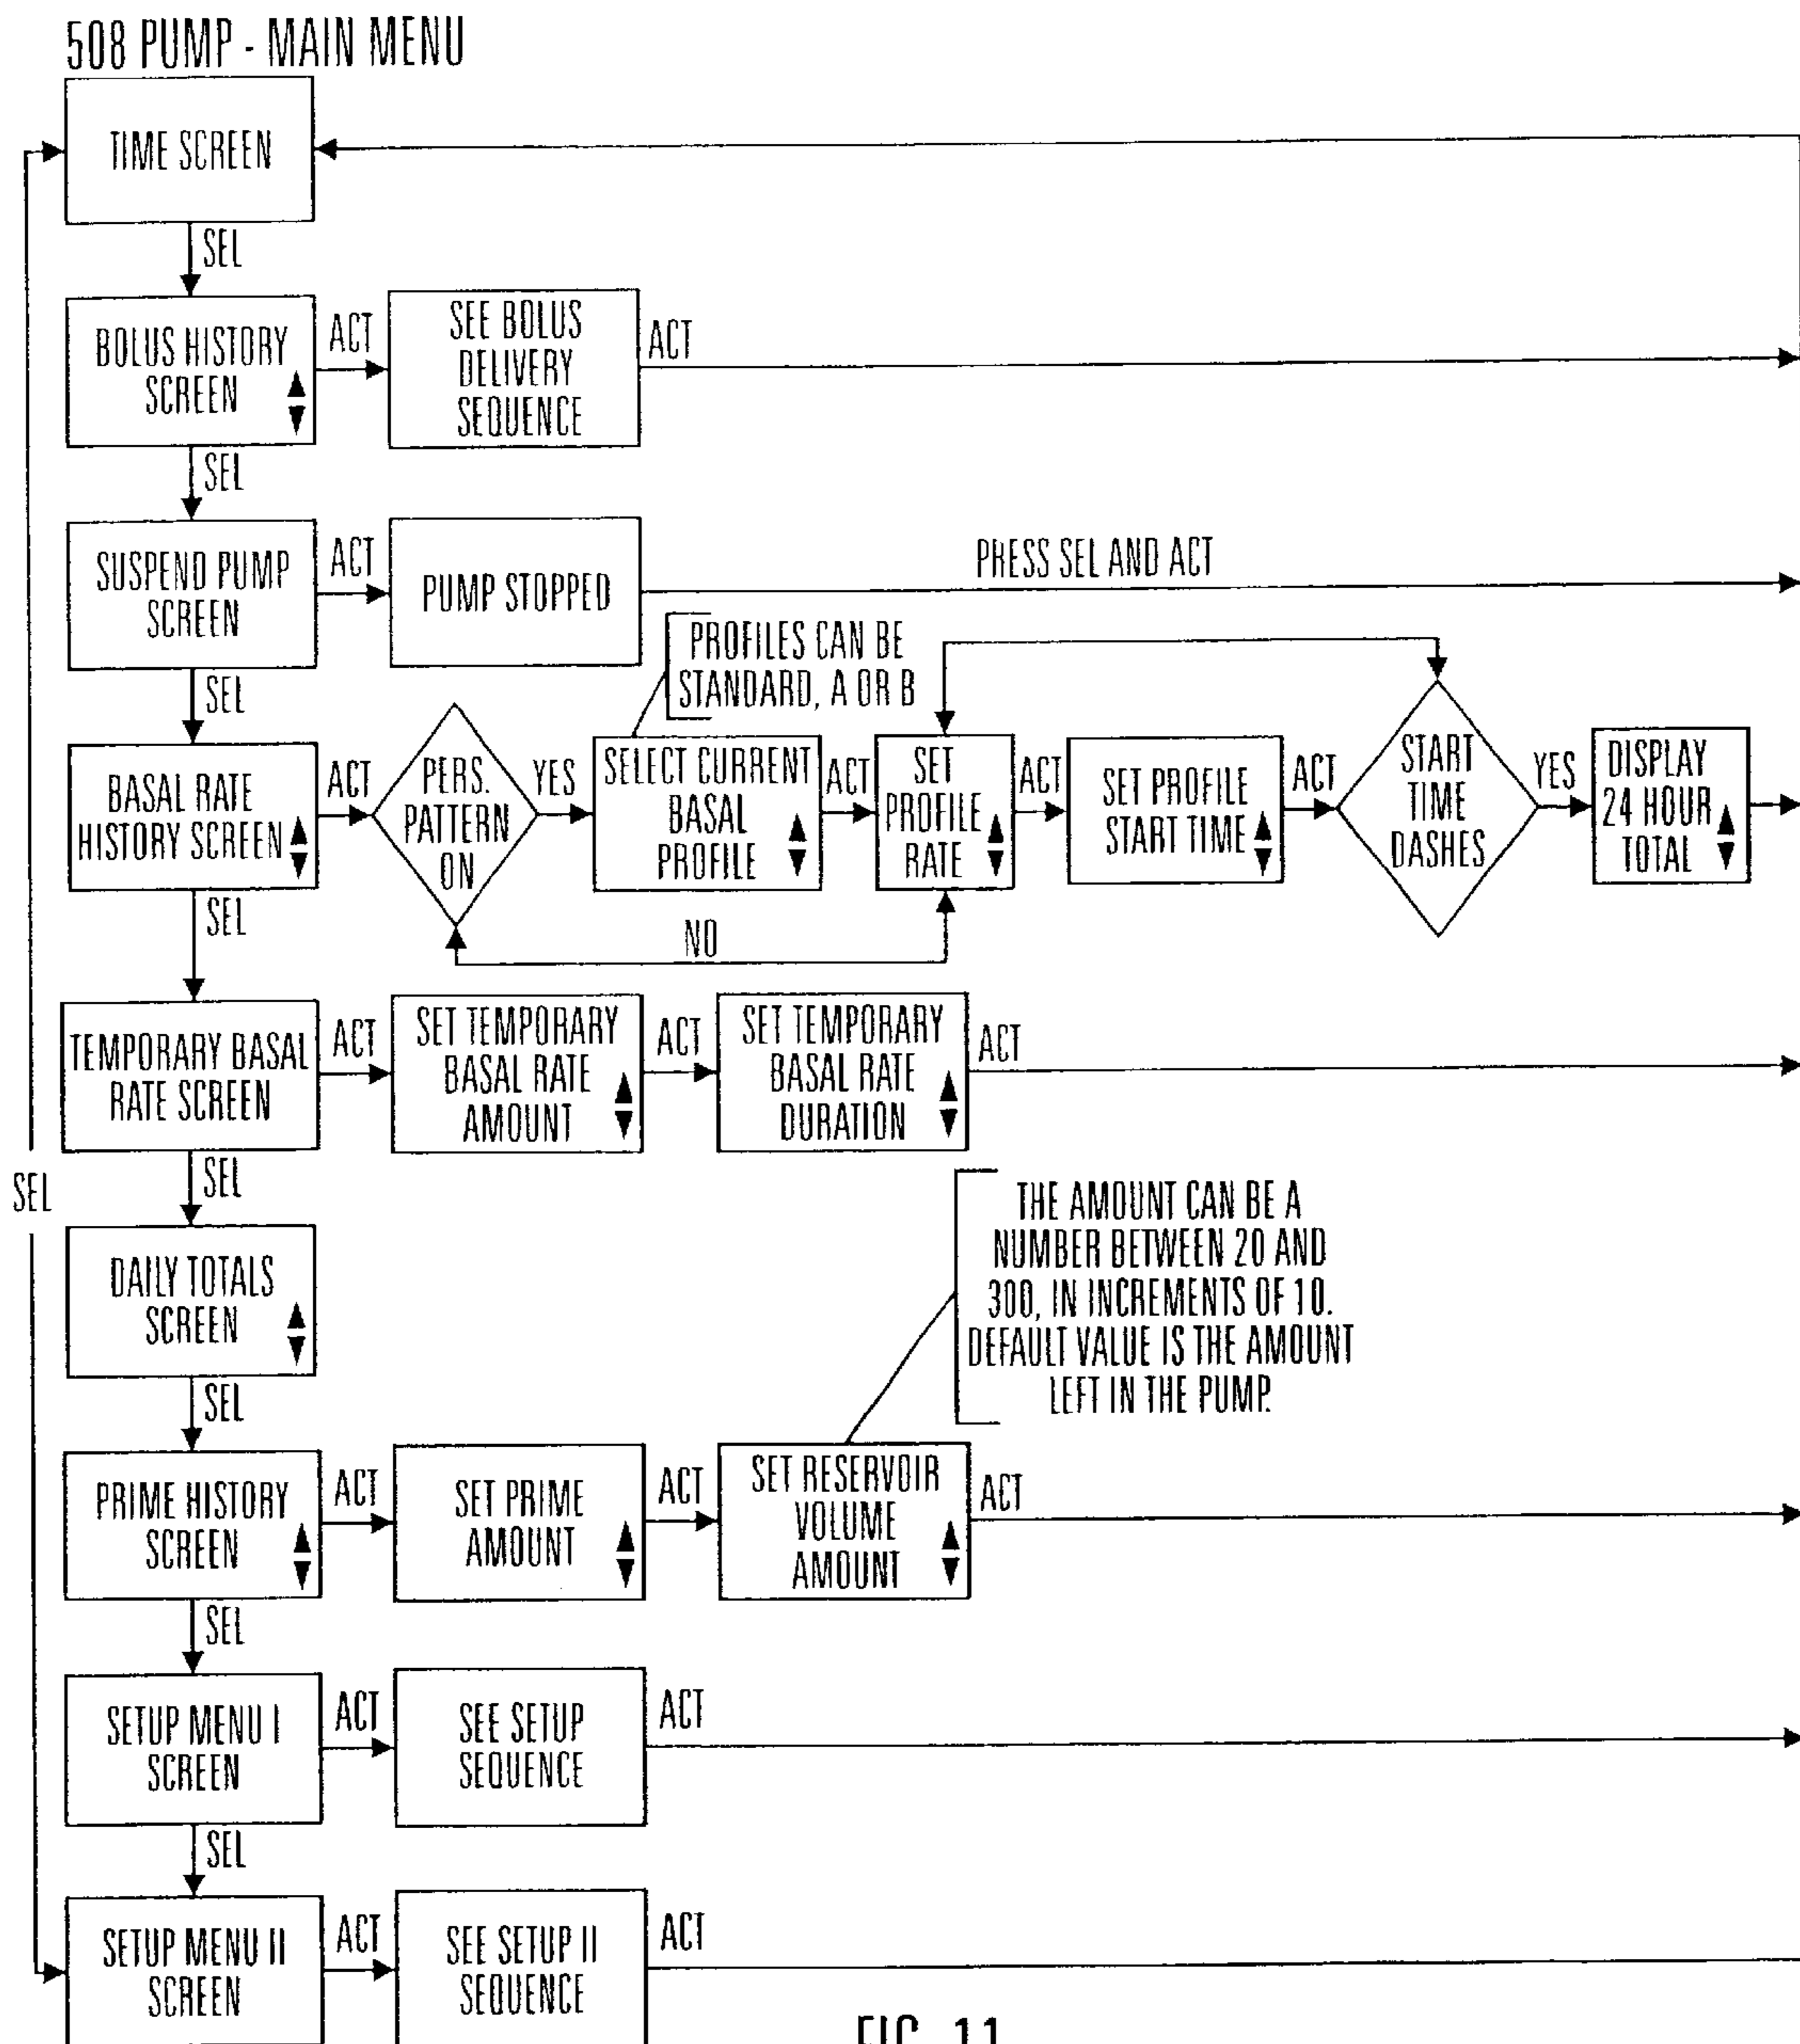 508 PUMP - MAIN MENU
TIME SCREEN
SEL
BOLUS HISTORY
SCREEN
ACT
SEE BOLUS
DELIVERY
SEQUENCE
ACT
SEL
SUSPEND PUMP
SCREEN
ACT
PUMP STOPPED
PRESS SEL AND ACT
SEL
PROFILES CAN BE
STANDARD, A OR B
BASAL RATE
HISTORY SCREEN
ACT
PERS.
PATTERN
ON
YES
SELECT CURRENT
BASAL
PROFILE
ACT
SET
PROFILE
RATE
ACT
SET PROFILE
START TIME
ACT
START
TIME
DASHES
YES
DISPLAY
24 HOUR
TOTAL
NO
SEL
TEMPORARY BASAL
RATE SCREEN
ACT
SET TEMPORARY
BASAL RATE
AMOUNT
ACT
SET TEMPORARY
BASAL RATE
DURATION
ACT
SEL
SEL
DAILY TOTALS
SCREEN
THE AMOUNT CAN BE A
NUMBER BETWEEN 20 AND
300, IN INCREMENTS OF 10.
DEFAULT VALUE IS THE AMOUNT
LEFT IN THE PUMP.
SEL
PRIME HISTORY
SCREEN
ACT
SET PRIME
AMOUNT
ACT
SET RESERVOIR
VOLUME
AMOUNT
ACT
SEL
SETUP MENU I
SCREEN
ACT
SEE SETUP
SEQUENCE
ACT
SEL
SETUP MENU II
SCREEN
ACT
SEE SETUP II
SEQUENCE
ACT
FIG. 11